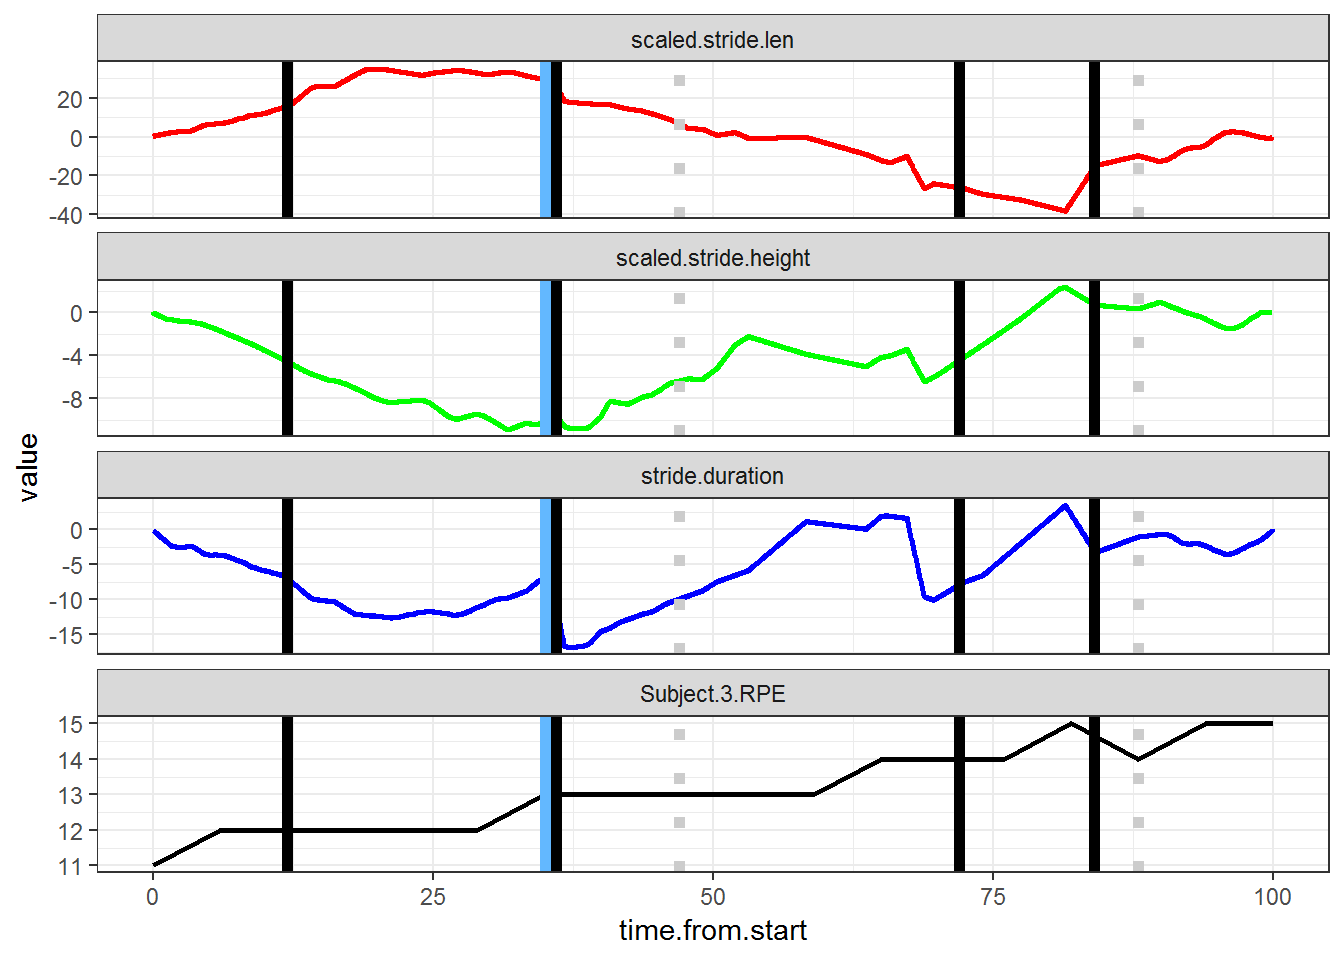 scaled.stride.len
20
0
-20
-40
scaled.stride.height
0
-4
-8
stride.duration
0
-5
-10
-15
Subject.3.RPE
15
14
13
12
11
0 25 50 75 100
time.from.start
value